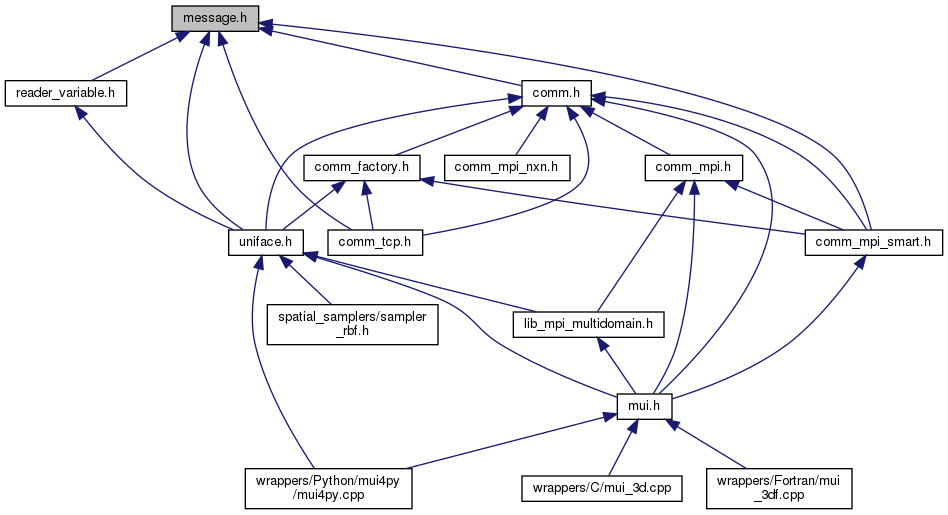 message.h
reader_variable.h
comm.h
comm_factory.h
comm_mpi_nxn.h
comm_mpi.h
uniface.h
comm_tcp.h
comm_mpi_smart.h
spatial_samplers/sampler
_rbf.h
lib_mpi_multidomain.h
mui.h
wrappers/Python/mui4py
/mui4py.cpp
wrappers/C/mui_3d.cpp
wrappers/Fortran/mui
_3df.cpp